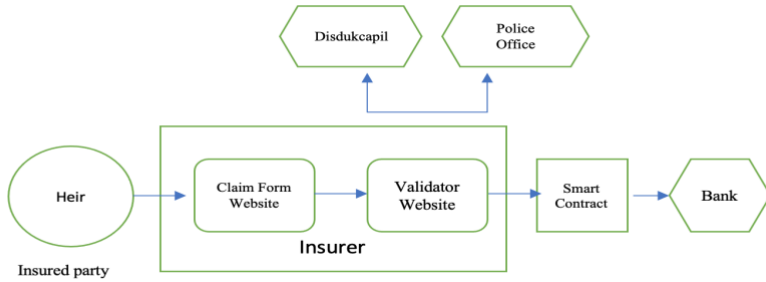 Disdukcapil
Police
Office
Heir
Claim Form
Website
Validator
Website
Smart
Contract
Bank
Insurer
Insured party